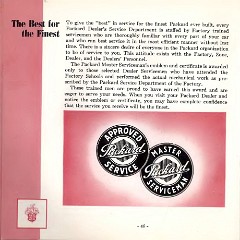 The Best for
the Finest
To give the "best" in service for the finest Packard ever built, every
Packard Dealer's Service Department is staffed by Factory trained
servicemen who are thoroughly familiar with every part of your car
and who can best service it in the most efficient manner without lost
time. There is a sincere desire of everyone in the Packard organization
to be of service to you. This attitude exists with the Factory, Zone,
Dealer, and the Dealers' Personnel.
The Packard Master Serviceman's emblem and certificate is awarded
only to those selected Dealer Servicemen who have attended the
Factory Schools and performed the actual mechanical work as pre-
scribed by the Packard Service Department of the Factory.
These trained men are proud to have earned this award and are
eager to serve your needs. When you visit your Packard Dealer and
notice the emblem or certificate, you may have complete confidence
that the service you receive will be the finest.
APPROVED
Packard
SERVICE
MASTER
Packard
SERVICEMAN